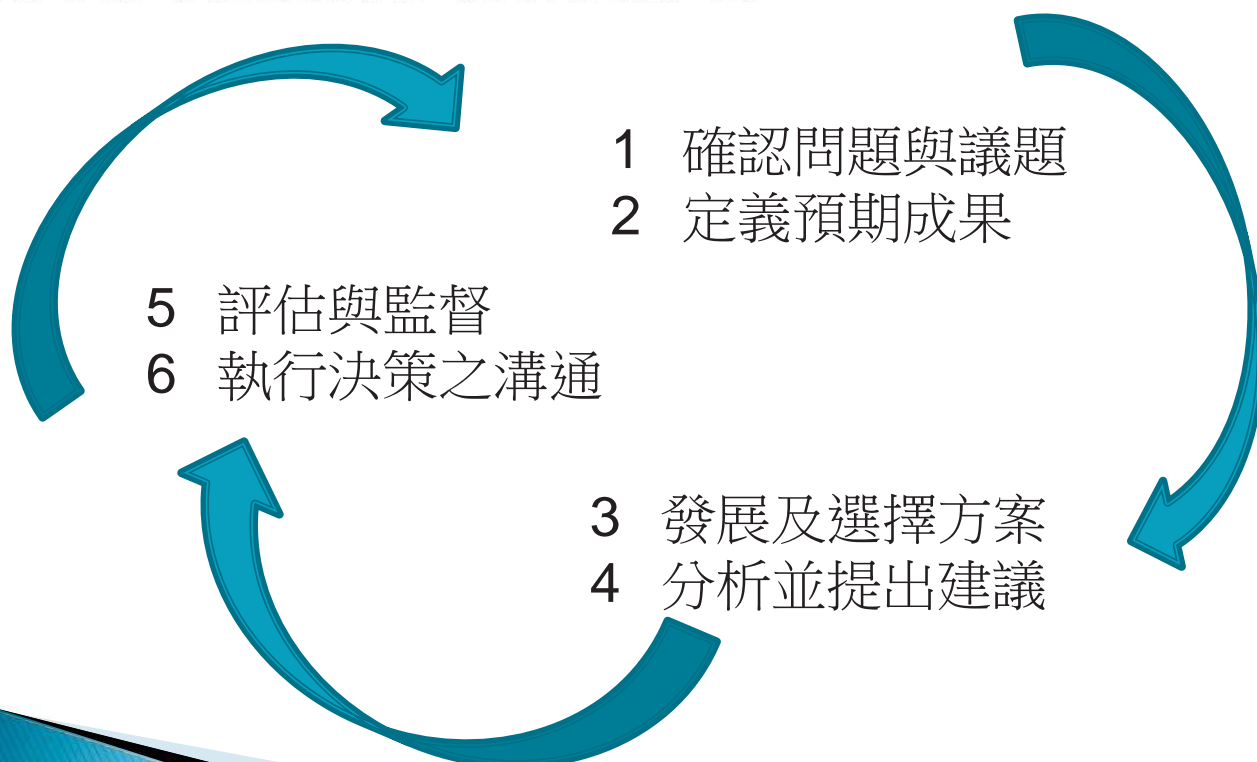 1 確認問題與議題
2 定義預期成果
5 評估與監督
6 執行決策之溝通
3 發展及選擇方案
4 分析並提出建議